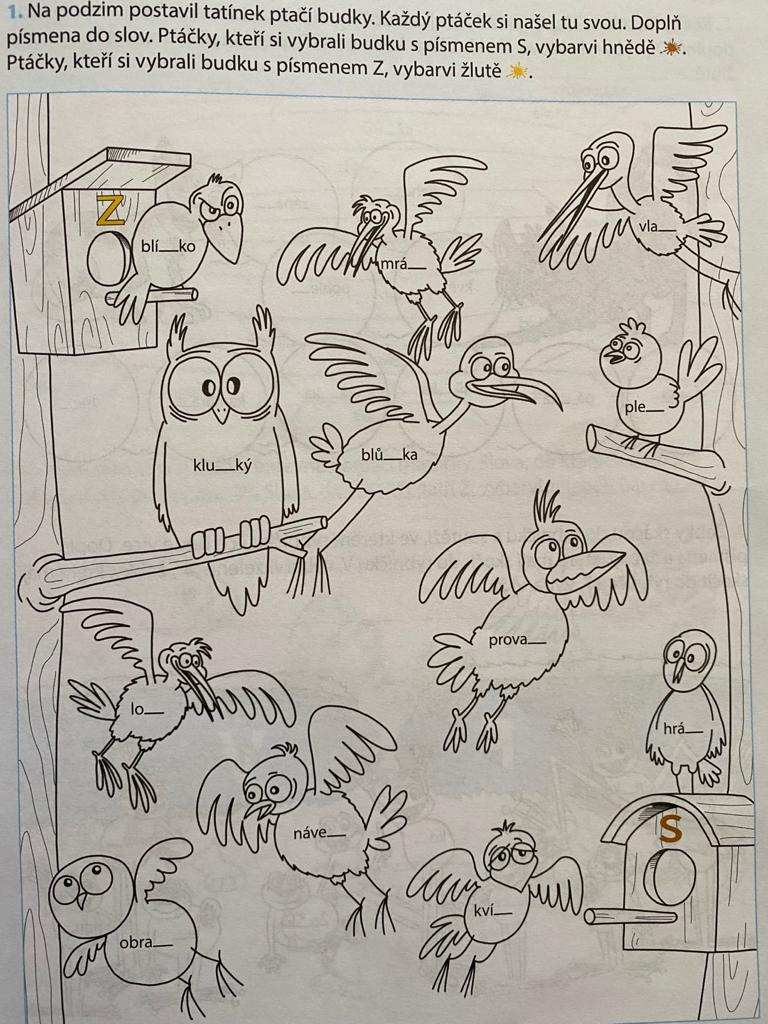 1. Na podzim postavil tatínek ptačí budky. Každý ptáček si našel tu svou. Doplň
písmena do slov. Ptáčky, kteří si vybrali budku s písmenem S, vybarvi hnědě.
Ptáčky, kteří si vybrali budku s písmenem Z, vybarvi žlutě.
Z
blí__ko
mrá__
vla__
ple__
klu__ký
blů__ka
prova__
lo__
hrá__
náve__
S
kví__
obra__